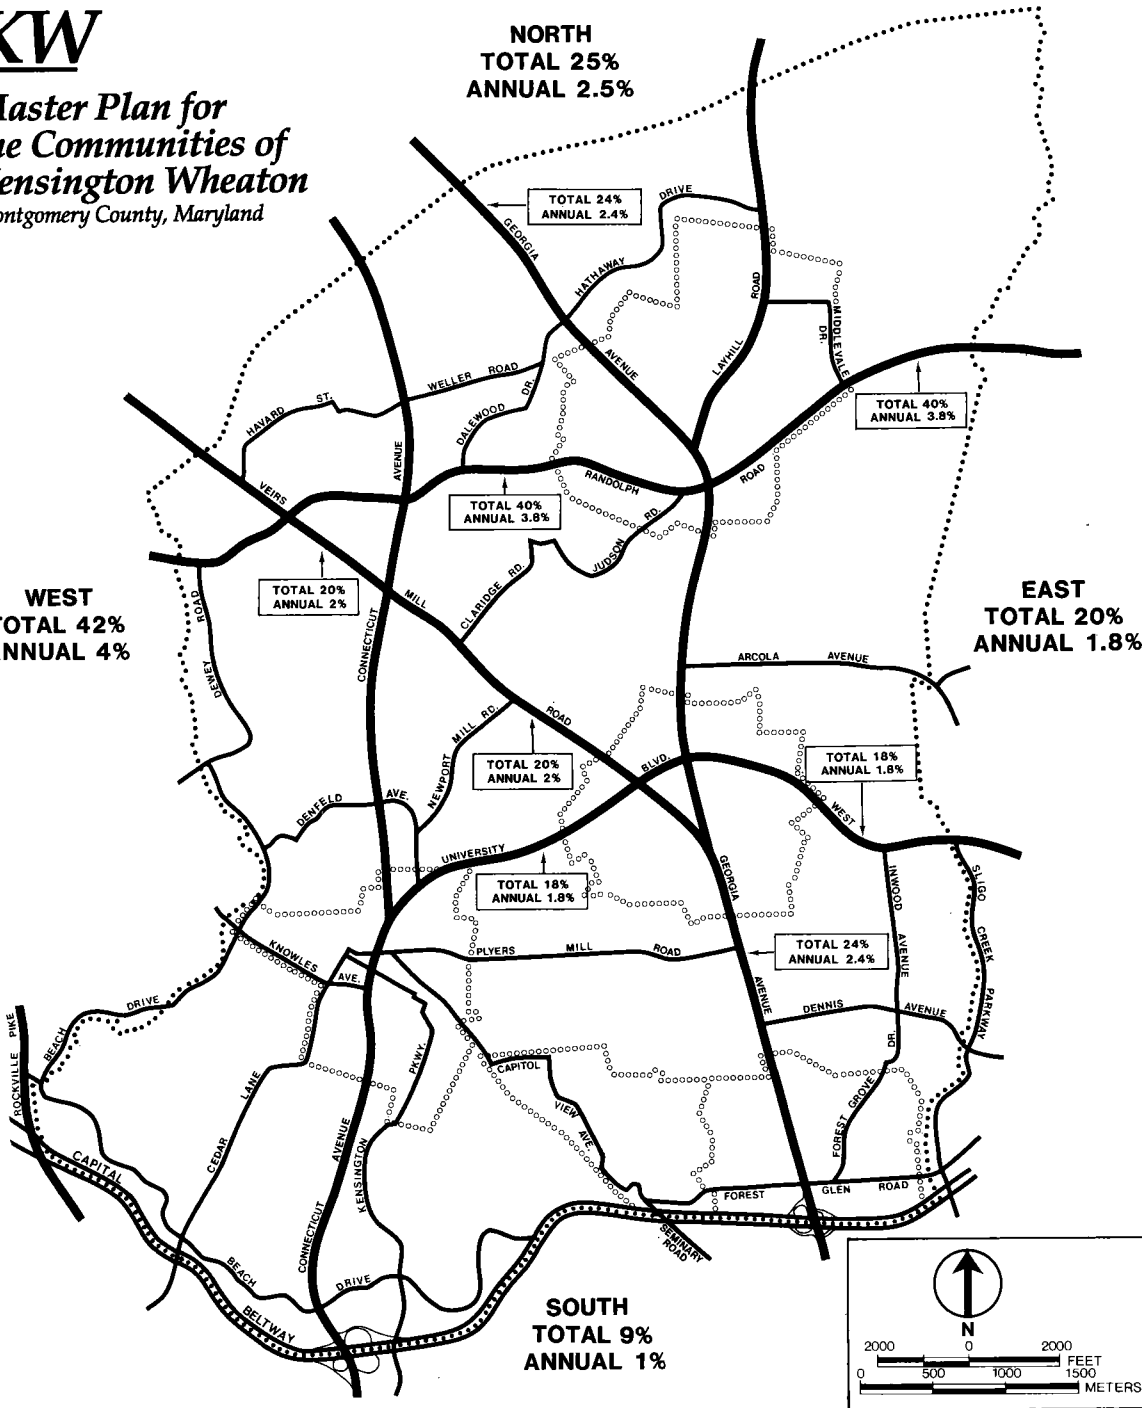 KW
Master Plan for
the Communities of
Kensington Wheaton
Montgomery County, Maryland
NORTH
TOTAL 25%
ANNUAL 2.5%
TOTAL 24%
ANNUAL 2.4%
GEORGIA
AVENUE
HATHAWAY
DRIVE
LAYHILL
ROAD
MIDDLEVALE
DR.
TOTAL 40%
ANNUAL 3.8%
WELLER ROAD
HAVARD ST.
DALEWOOD
DR.
AVENUE
VEIRS
RANDOLPH
ROAD
TOTAL 40%
ANNUAL 3.8%
JUDSON
RD.
CLARIDGE RD.
TOTAL 20%
ANNUAL 2%
MILL
WEST
TOTAL 42%
ANNUAL 4%
DEWEY
ROAD
CONNECTICUT
EAST
TOTAL 20%
ANNUAL 1.8%
ARCOLA AVENUE
NEWPORT
MILL RD.
ROAD
TOTAL 20%
ANNUAL 2%
BLVD.
TOTAL 18%
ANNUAL 1.8%
WEST
DENFELD AVE.
UNIVERSITY
TOTAL 18%
ANNUAL 1.8%
GEORGIA
INWOOD
AVENUE
SLIGO
CREEK
PARKWAY
KNOWLES
AVE.
PLYERS MILL ROAD
TOTAL 24%
ANNUAL 2.4%
AVENUE
DENNIS AVENUE
DR.
BEACH
DRIVE
ROCKVILLE PIKE
CEDAR
LANE
PKWY.
KENSINGTON
CAPITOL
VIEW
AVE.
FOREST GROVE
CAPITAL
AVENUE
CONNECTICUT
FOREST GLEN ROAD
SEMINARY
ROAD
BEACH
DRIVE
BELTWAY
SOUTH
TOTAL 9%
ANNUAL 1%
N
2000 0 2000
FEET
0 500 1000 1500
METERS